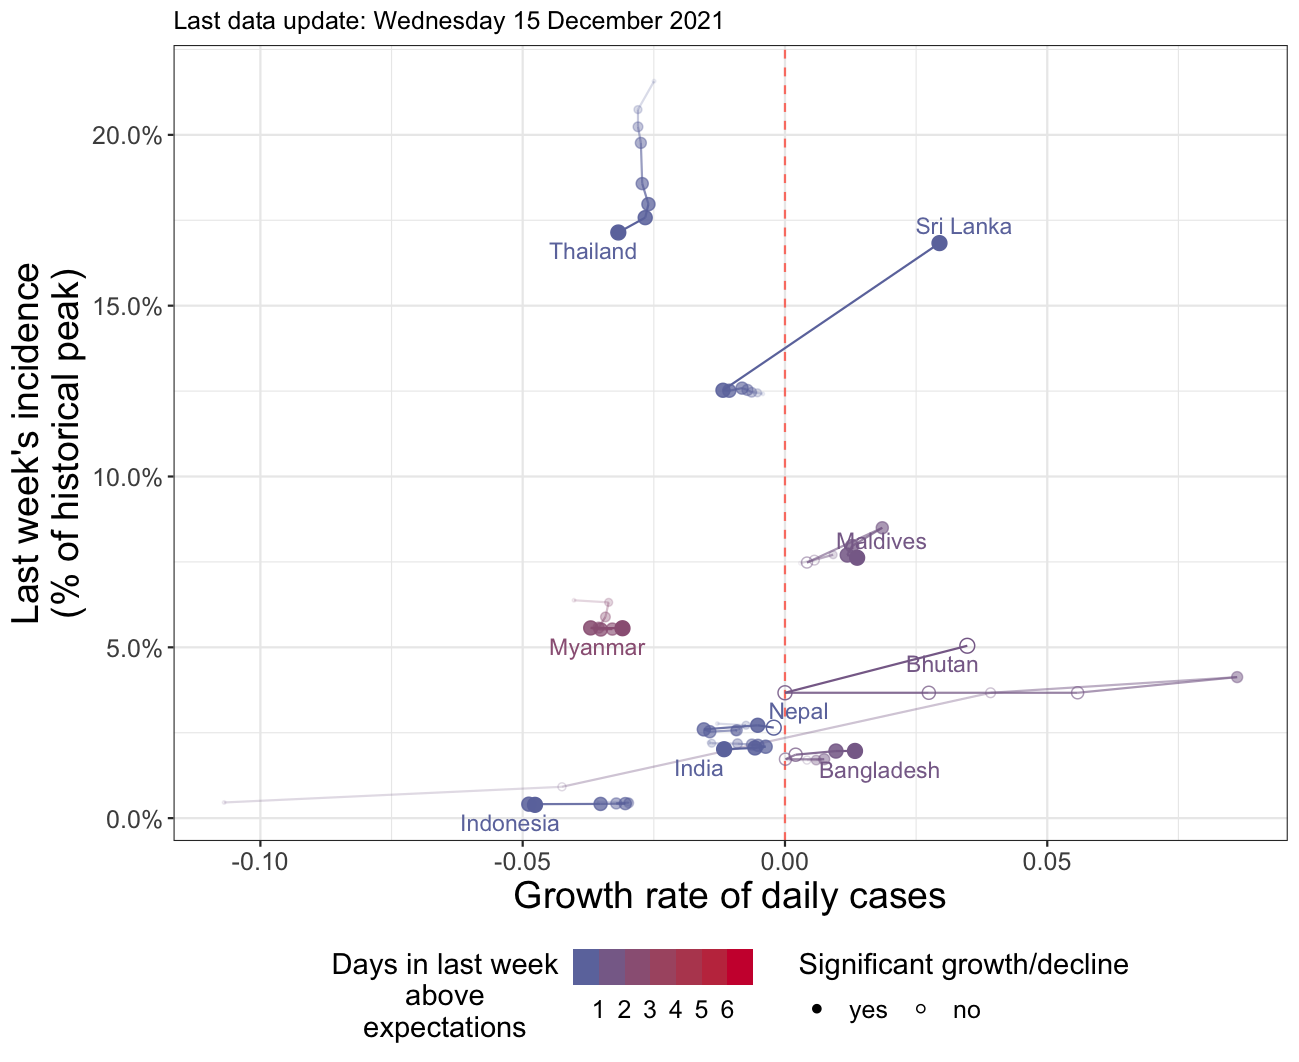 Last data update: Wednesday 15 December 2021
Last week's incidence
(% of historical peak)
20.0%
15.0%
10.0%
5.0%
0.0%
Thailand
Sri Lanka
Maldives
Myanmar
Bhutan
Nepal
India
Bangladesh
Indonesia
-0.10
-0.05
0.00
0.05
Growth rate of daily cases
Days in last week
above
expectations
1 2 3 4 5 6
Significant growth/decline
yes no